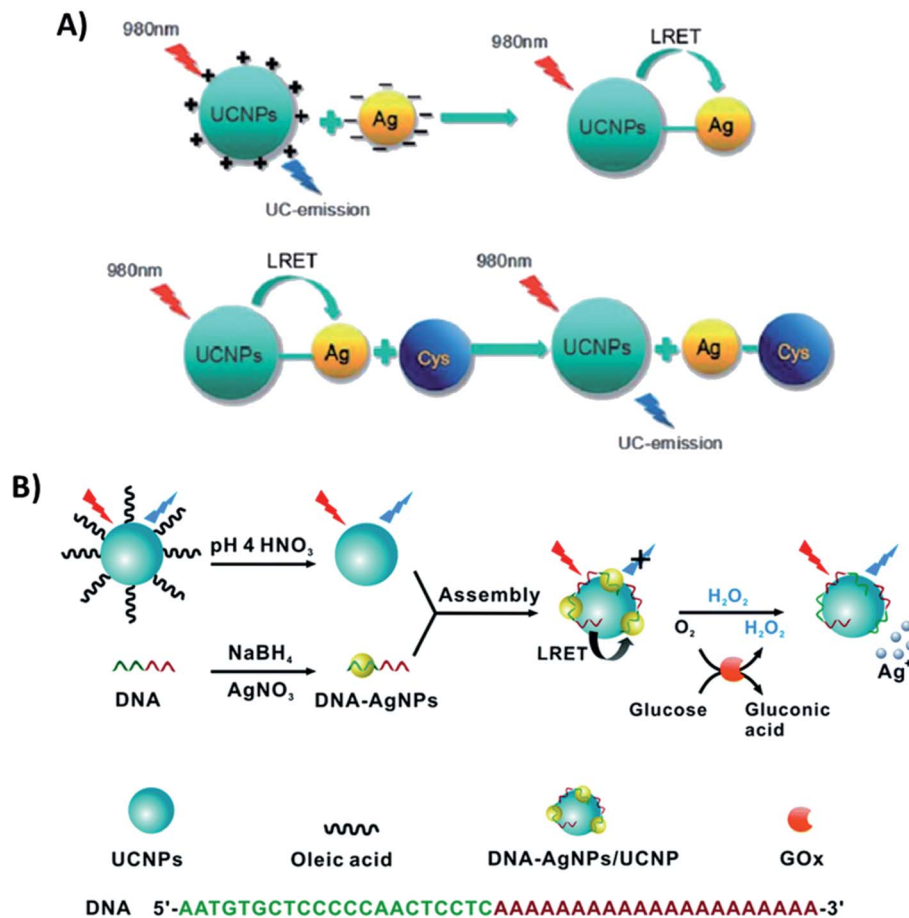 A)
980nm
UCNPs
Ag
UC-emission
980nm
LRET
UCNPs
Ag
980nm
LRET
UCNPs
Ag
Cys
980nm
UCNPs
Ag
Cys
UC-emission
B)
pH 4 HNO₃
NaBH₄
AgNO₃
DNA
DNA-AgNPs
Assembly
LRET
H₂O₂
O₂
H₂O₂
Glucose
Gluconic
acid
Ag⁺
UCNPs
Oleic acid
DNA-AgNPs/UCNP
GOx
DNA 5'-AATGTGCTCCCCCAACTCCTCAAAAAAAAAAAAAAAAAAAA-3'